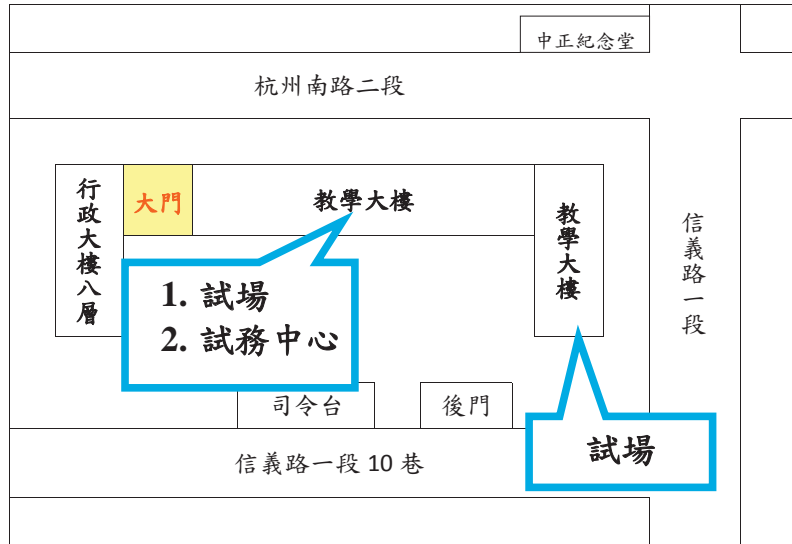 中正紀念堂
杭州南路二段
行政大樓八層
大門
教學大樓
教學大樓
信義路一段
1. 試場
2. 試務中心
司令台
後門
試場
信義路一段 10 巷